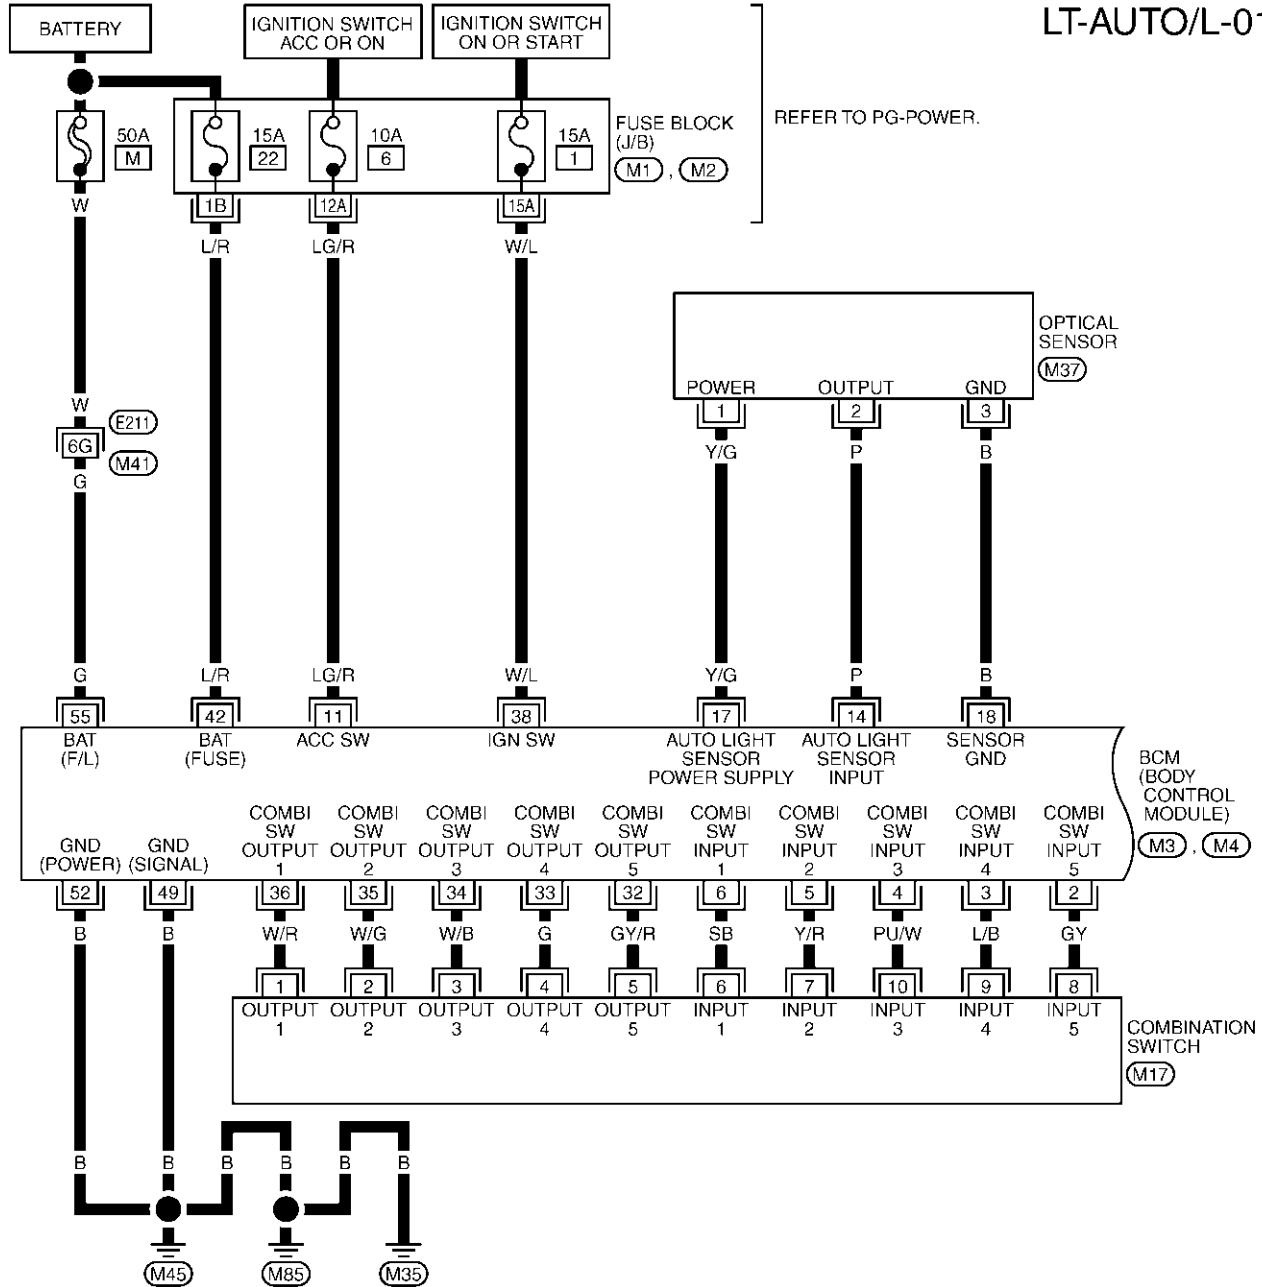 LT-AUTO/L-01
BATTERY
IGNITION SWITCH
ACC OR ON
IGNITION SWITCH
ON OR START
50A
M
15A
22
10A
6
15A
1
FUSE BLOCK
(J/B)
M1 , M2
REFER TO PG-POWER.
W
1B
12A
15A
L/R
LG/R
W/L
OPTICAL
SENSOR
M37
POWER
OUTPUT
GND
1
2
3
W
E211
6G
M41
G
Y/G
P
B
G
L/R
LG/R
W/L
Y/G
P
B
55
42
11
38
17
14
18
BAT
(F/L)
BAT
(FUSE)
ACC SW
IGN SW
AUTO LIGHT
SENSOR
POWER SUPPLY
AUTO LIGHT
SENSOR
INPUT
SENSOR
GND
BCM
(BODY
CONTROL
MODULE)
M3 , M4
GND
(POWER)
GND
(SIGNAL)
COMBI
SW
OUTPUT
1
COMBI
SW
OUTPUT
2
COMBI
SW
OUTPUT
3
COMBI
SW
OUTPUT
4
COMBI
SW
OUTPUT
5
COMBI
SW
INPUT
1
COMBI
SW
INPUT
2
COMBI
SW
INPUT
3
COMBI
SW
INPUT
4
COMBI
SW
INPUT
5
52
49
36
35
34
33
32
6
5
4
3
2
B
B
W/R
W/G
W/B
G
GY/R
SB
Y/R
PU/W
L/B
GY
1
2
3
4
5
6
7
10
9
8
OUTPUT
1
OUTPUT
2
OUTPUT
3
OUTPUT
4
OUTPUT
5
INPUT
1
INPUT
2
INPUT
3
INPUT
4
INPUT
5
COMBINATION
SWITCH
M17
B
B
B
B
B
B
M45
M85
M35